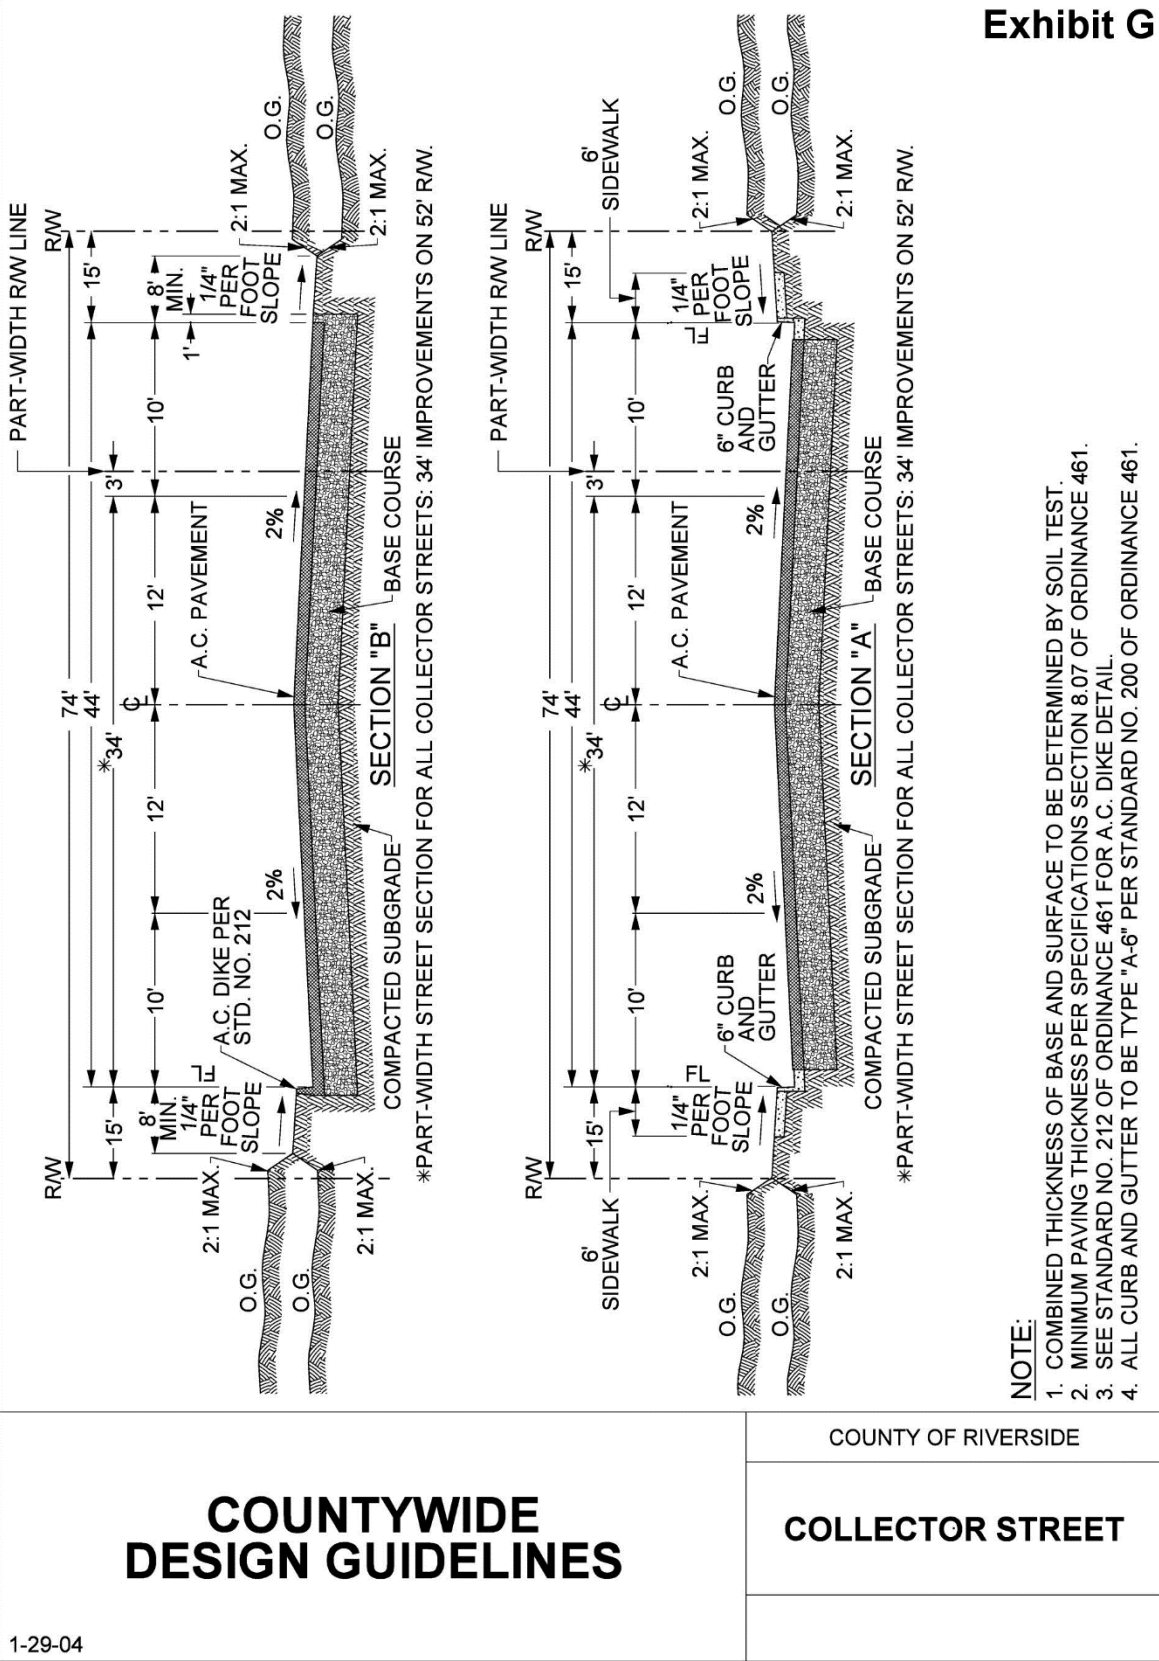 Exhibit G
PART-WIDTH R/W LINE
R/W
R/W
74'
44'
*34'
3'
15'
15'
8'
MIN.
8'
MIN.
10'
12'
12'
10'
1'
℄
FL
1/4"
PER
FOOT
SLOPE
1/4"
PER
FOOT
SLOPE
2:1 MAX.
2:1 MAX.
2:1 MAX.
2:1 MAX.
O.G.
O.G.
O.G.
O.G.
A.C. DIKE PER
STD. NO. 212
2%
2%
A.C. PAVEMENT
BASE COURSE
COMPACTED SUBGRADE
SECTION "B"
*PART-WIDTH STREET SECTION FOR ALL COLLECTOR STREETS: 34' IMPROVEMENTS ON 52' R/W.
PART-WIDTH R/W LINE
R/W
R/W
74'
44'
*34'
3'
15'
15'
6'
SIDEWALK
6'
SIDEWALK
10'
12'
12'
10'
℄
FL
FL
1/4"
PER
FOOT
SLOPE
1/4"
PER
FOOT
SLOPE
2:1 MAX.
2:1 MAX.
2:1 MAX.
2:1 MAX.
O.G.
O.G.
O.G.
O.G.
6" CURB
AND
GUTTER
6" CURB
AND
GUTTER
2%
2%
A.C. PAVEMENT
BASE COURSE
COMPACTED SUBGRADE
SECTION "A"
*PART-WIDTH STREET SECTION FOR ALL COLLECTOR STREETS: 34' IMPROVEMENTS ON 52' R/W.
NOTE:
1. COMBINED THICKNESS OF BASE AND SURFACE TO BE DETERMINED BY SOIL TEST.
2. MINIMUM PAVING THICKNESS PER SPECIFICATIONS SECTION 8.07 OF ORDINANCE 461.
3. SEE STANDARD NO. 212 OF ORDINANCE 461 FOR A.C. DIKE DETAIL.
4. ALL CURB AND GUTTER TO BE TYPE "A-6" PER STANDARD NO. 200 OF ORDINANCE 461.
COUNTYWIDE
DESIGN GUIDELINES
1-29-04
COUNTY OF RIVERSIDE
COLLECTOR STREET